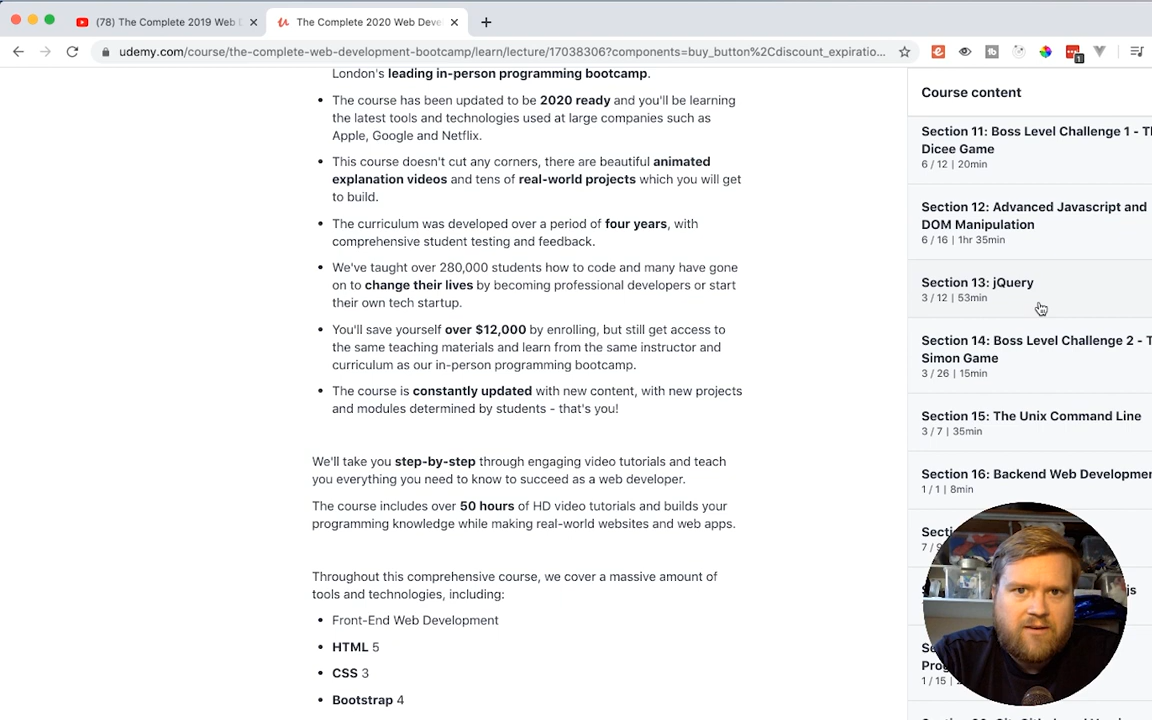 (78) The Complete 2019 Web D
The Complete 2020 Web Deve
udemy.com/course/the-complete-web-development-bootcamp/learn/lecture/17038306?components=buy_button%2Cdiscount_expiratio...
London's leading in-person programming bootcamp.
The course has been updated to be 2020 ready and you'll be learning
the latest tools and technologies used at large companies such as
Apple, Google and Netflix.
This course doesn't cut any corners, there are beautiful animated
explanation videos and tens of real-world projects which you will get
to build.
The curriculum was developed over a period of four years, with
comprehensive student testing and feedback.
We've taught over 280,000 students how to code and many have gone
on to change their lives by becoming professional developers or start
their own tech startup.
You'll save yourself over $12,000 by enrolling, but still get access to
the same teaching materials and learn from the same instructor and
curriculum as our in-person programming bootcamp.
The course is constantly updated with new content, with new projects
and modules determined by students - that's you!
We'll take you step-by-step through engaging video tutorials and teach
you everything you need to know to succeed as a web developer.
The course includes over 50 hours of HD video tutorials and builds your
programming knowledge while making real-world websites and web apps.
Throughout this comprehensive course, we cover a massive amount of
tools and technologies, including:
Front-End Web Development
HTML 5
CSS 3
Bootstrap 4
Course content
Section 11: Boss Level Challenge 1 - T
Dicee Game
6 / 12 | 20min
Section 12: Advanced Javascript and
DOM Manipulation
6 / 16 | 1hr 35min
Section 13: jQuery
3 / 12 | 53min
Section 14: Boss Level Challenge 2 - T
Simon Game
3 / 26 | 15min
Section 15: The Unix Command Line
3 / 7 | 35min
Section 16: Backend Web Developme
1 / 1 | 8min
Secti
7 / 9
js
Se
Prog
1 / 15 |